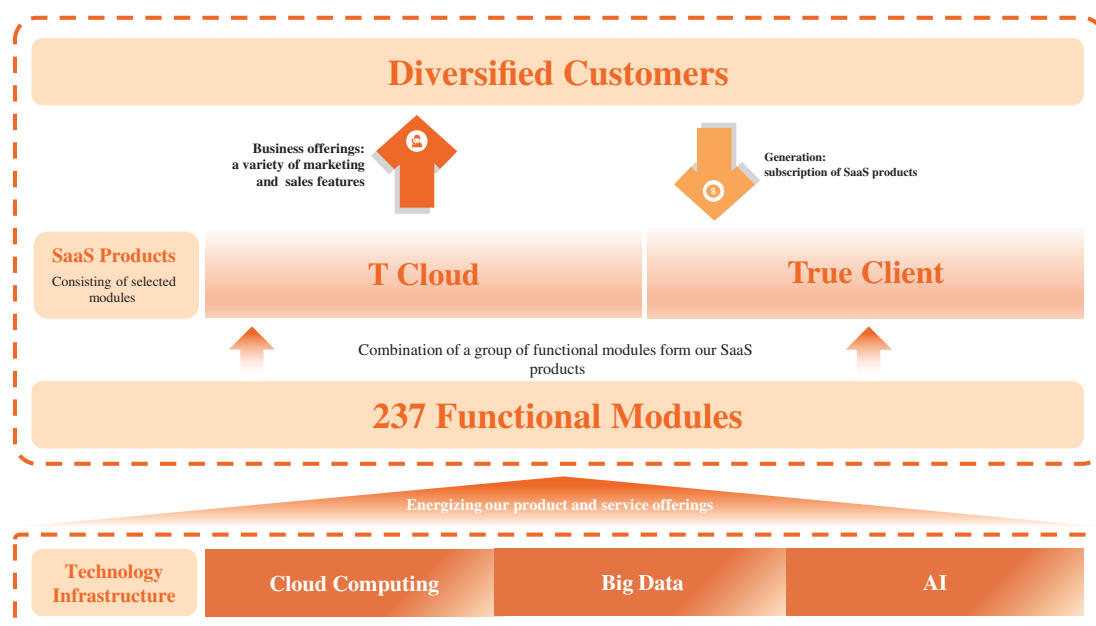 Diversified Customers
Business offerings:
a variety of marketing
and sales features
Generation:
subscription of SaaS products
SaaS Products
Consisting of selected
modules
T Cloud
True Client
Combination of a group of functional modules form our SaaS
products
237 Functional Modules
Energizing our product and service offerings
Technology
Infrastructure
Cloud Computing
Big Data
AI